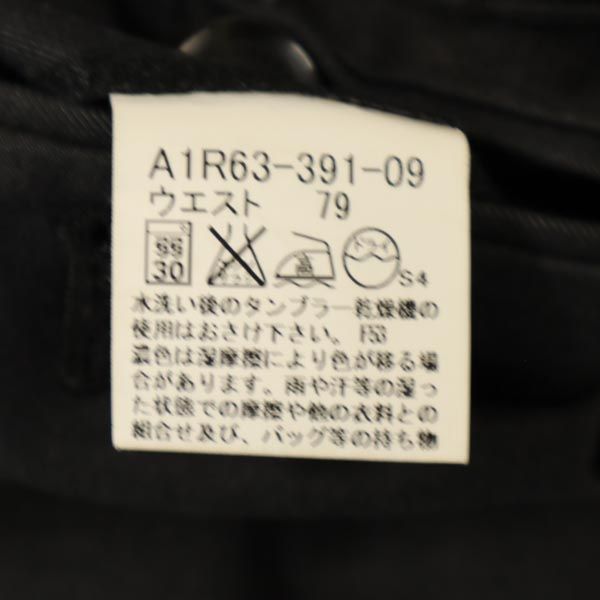 A1R63-391-09
ウエスト 79
30
ドライ
S4
水洗い後のタンブラー乾燥機の
使用はおさけ下さい。 F53
濃色は湿摩擦により色が移る場
合があります。雨や汗等の湿っ
た状態での摩擦や他の衣料との
組合せ及び、バッグ等の持ち物